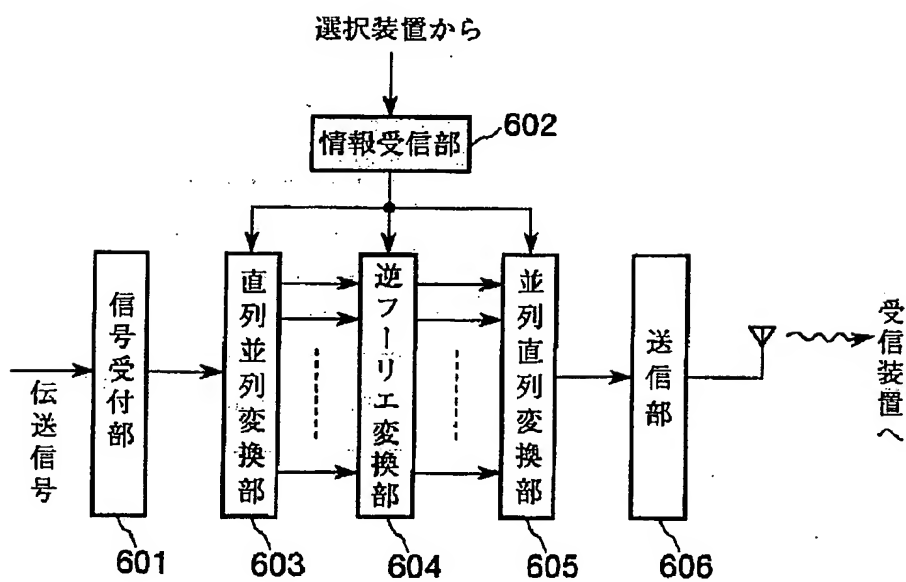 選択装置から
情報受信部
602
信号受付部
直列並列変換部
逆フーリエ変換部
並列直列変換部
送信部
受信装置へ
伝送信号
601
603
604
605
606